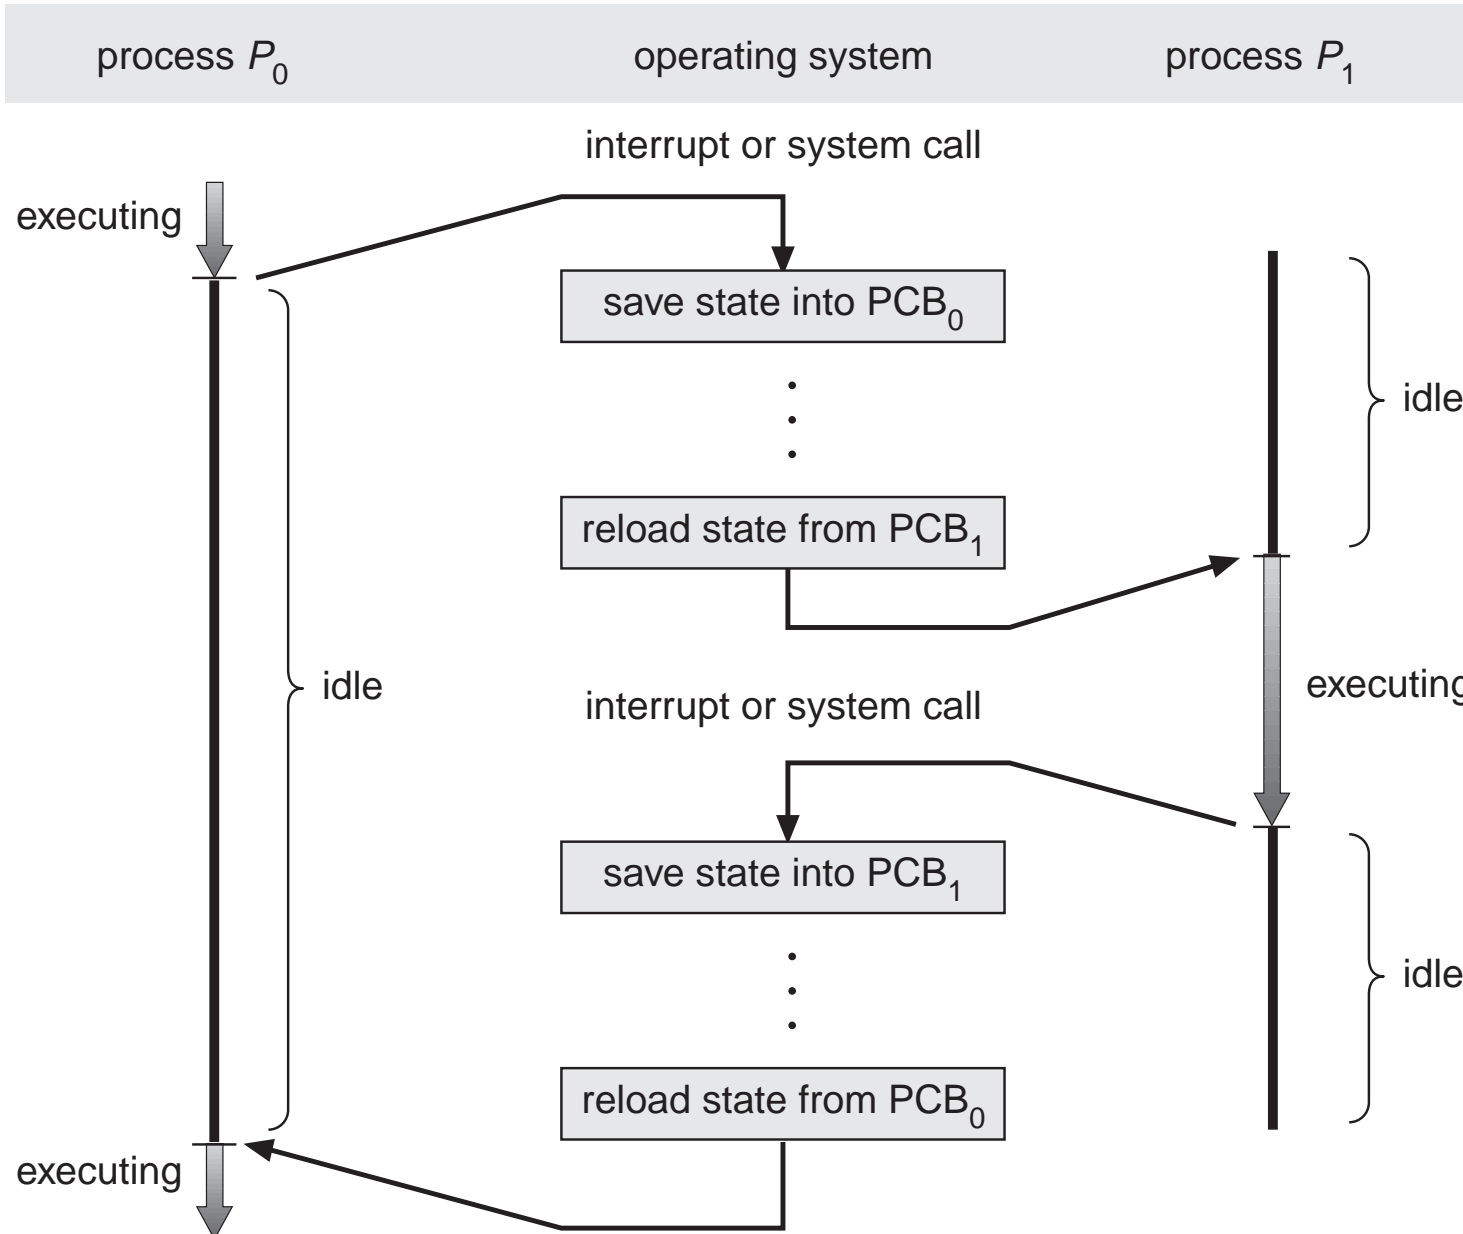 process P0 operating system process P1
interrupt or system call
executing
save state into PCB0
idle
reload state from PCB1
idle
executing
interrupt or system call
save state into PCB1
idle
reload state from PCB0
executing